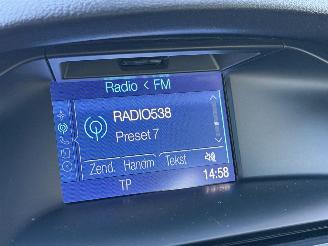 Radio < FM
RADIO538
Preset 7
Zend. Handm Tekst
TP 14:58